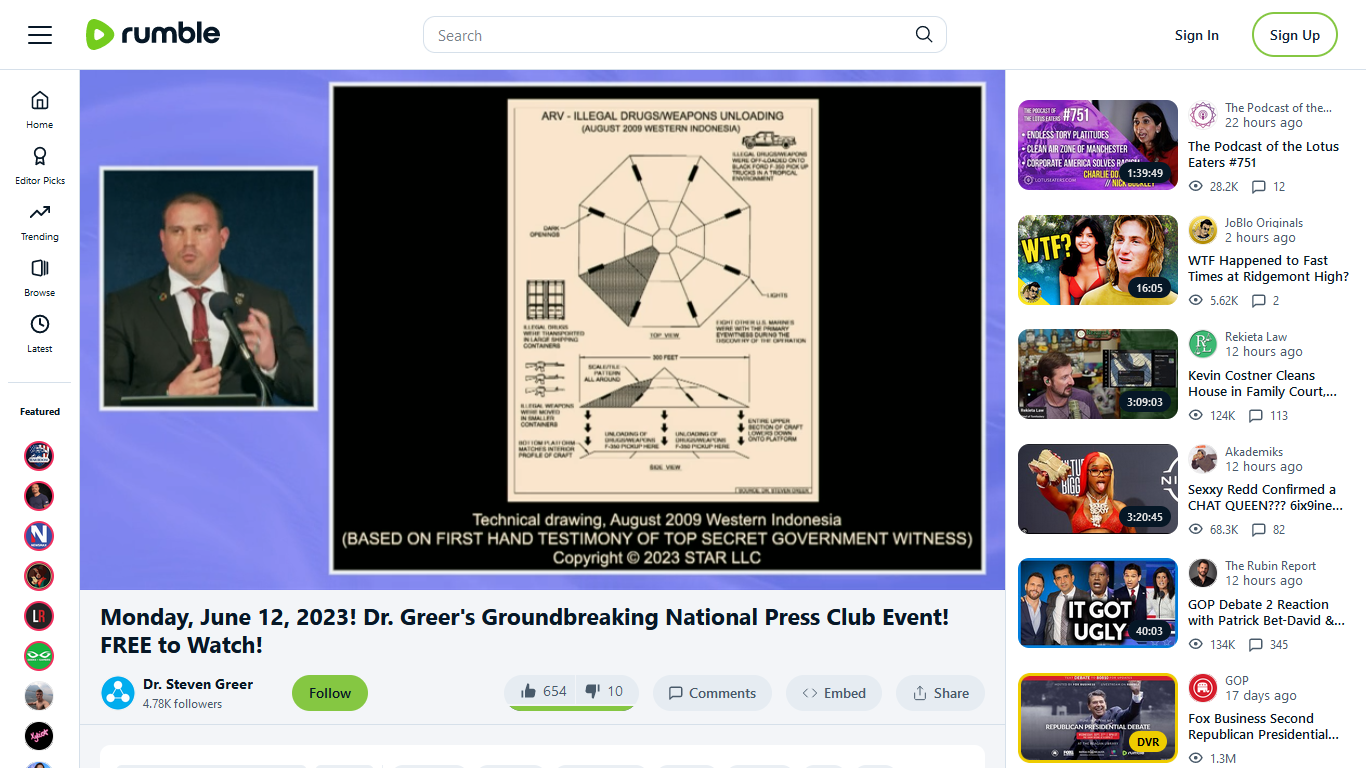 rumble
Search
Sign In
Sign Up
Home
Editor Picks
Trending
Browse
Latest
Featured
ARV - ILLEGAL DRUGS/WEAPONS UNLOADING
(AUGUST 2009 WESTERN INDONESIA)
ILLEGAL DRUGS/WEAPONS
WERE OFF-LOADED ONTO
BLACK FORD F-350 PICK UP
TRUCKS IN A TROPICAL
ENVIRONMENT
DARK
OPENINGS
LIGHTS
ILLEGAL DRUGS
WERE TRANSPORTED
IN LARGE SHIPPING
CONTAINERS
TOP VIEW
EIGHT OTHER U.S. MARINES
WERE WITH THE PRIMARY
EYEWITNESS DURING THE
DISCOVERY OF THE OPERATION
300 FEET
SCALE/TILE
PATTERN
ALL AROUND
ILLEGAL WEAPONS
WERE MOVED
IN SMALLER
CONTAINERS
UNLOADING OF
DRUGS/WEAPONS
F-350 PICKUP HERE
UNLOADING OF
DRUGS/WEAPONS
F-350 PICKUP HERE
ENTIRE UPPER
SECTION OF CRAFT
LOWERS DOWN
ONTO PLATFORM
BOTTOM PLATFORM
MATCHES INTERIOR
PROFILE OF CRAFT
SIDE VIEW
SOURCE: DR. STEVEN GREER
Technical drawing, August 2009 Western Indonesia
(BASED ON FIRST HAND TESTIMONY OF TOP SECRET GOVERNMENT WITNESS)
Copyright © 2023 STAR LLC
Monday, June 12, 2023! Dr. Greer's Groundbreaking National Press Club Event!
FREE to Watch!
Dr. Steven Greer
4.78K followers
Follow
654
10
Comments
Embed
Share
THE PODCAST OF
THE LOTUS EATERS
#751
• ENDLESS TORY PLATITUDES
• CLEAN AIR ZONE OF MANCHESTER
• CORPORATE AMERICA SOLVES RACISM
LOTUSEATERS.COM
1:39:49
The Podcast of the...
22 hours ago
The Podcast of the Lotus
Eaters #751
28.2K
12
WTF?
16:05
JoBlo Originals
2 hours ago
WTF Happened to Fast
Times at Ridgemont High?
5.62K
2
Rekieta Law
3:09:03
Rekieta Law
12 hours ago
Kevin Costner Cleans
House in Family Court,...
124K
113
3:20:45
Akademiks
12 hours ago
Sexxy Redd Confirmed a
CHAT QUEEN??? 6ix9ine...
68.3K
82
IT GOT
UGLY
40:03
The Rubin Report
12 hours ago
GOP Debate 2 Reaction
with Patrick Bet-David &...
134K
345
REPUBLICAN PRESIDENTIAL DEBATE
rumble
DVR
GOP
17 days ago
Fox Business Second
Republican Presidential...
1.3M